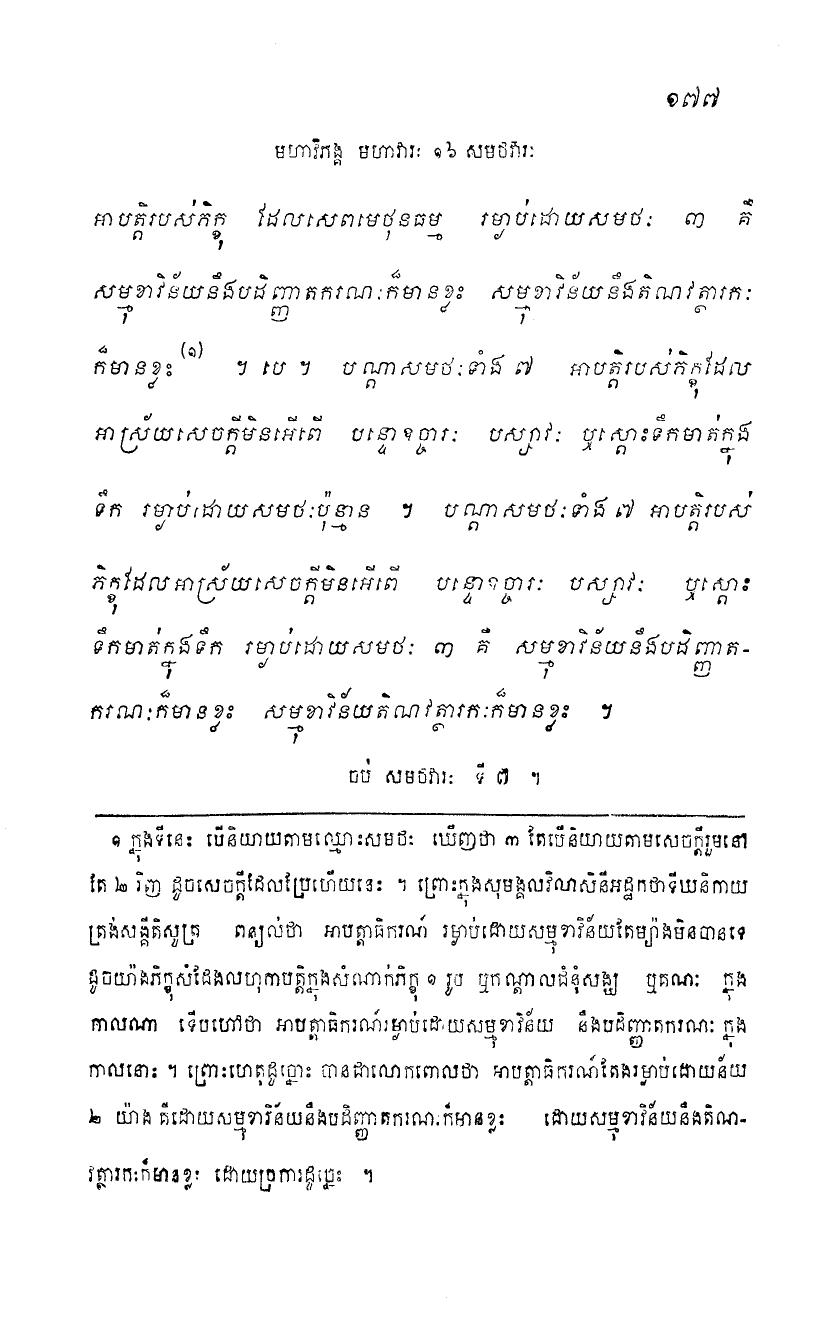 ១៧៧
មហាវិភង្គ មហាវារៈ ១៦ សមថវារៈ
អាបត្តិរបស់ភិក្ខុ ដែលសេពមេថុនធម្ម រម្ងាប់ដោយសមថៈ ៣ គឺ
សម្មុខាវិន័យនឹងបដិញ្ញាតករណៈក៏មានខ្លះ សម្មុខាវិន័យនឹងតិណវត្ថារកៈ
ក៏មានខ្លះ (១) ។ បេ ។ បណ្តាសមថៈទាំង ៧ អាបត្តិរបស់ភិក្ខុដែល
អាស្រ័យសេចក្តីមិនអើពើ បន្ទោឧច្ចារៈ បស្សាវៈ ឬស្តោះទឹកមាត់ក្នុង
ទឹក រម្ងាប់ដោយសមថៈប៉ុន្មាន ។ បណ្តាសមថៈទាំង ៧ អាបត្តិរបស់
ភិក្ខុដែលអាស្រ័យសេចក្តីមិនអើពើ បន្ទោឧច្ចារៈ បស្សាវៈ ឬស្តោះ
ទឹកមាត់ក្នុងទឹក រម្ងាប់ដោយសមថៈ ៣ គឺ សម្មុខាវិន័យនឹងបដិញ្ញាត-
ករណៈក៏មានខ្លះ សម្មុខាវិន័យតិណវត្ថារកៈក៏មានខ្លះ ។
ចប់ សមថវារៈ ទី ៧ ។
១ ក្នុងទីនេះ បើនិយាយតាមឈ្មោះសមថៈ ឃើញថា ៣ តែបើនិយាយតាមសេចក្តីរួមនៅ
តែ ២ វិញ ដូចសេចក្តីដែលប្រែហើយនេះ ។ ព្រោះក្នុងសុមង្គលវិលាសិនីអដ្ឋកថាទីឃនិកាយ
ត្រង់សង្គីតិសូត្រ ពន្យល់ថា អាបត្តាធិករណ៍ រម្ងាប់ដោយសម្មុខាវិន័យតែម្យ៉ាងមិនបានទេ
ដូចយ៉ាងភិក្ខុសំដែងលហុកាបត្តិក្នុងសំណាក់ភិក្ខុ ១ រូប ឬកណ្តាលជំនុំសង្ឃ ឬគណៈ ក្នុង
កាលណា ទើបហៅថា អាបត្តាធិករណ៍រម្ងាប់ដោយសម្មុខាវិន័យ នឹងបដិញ្ញាតករណៈ ក្នុង
កាលនោះ ។ ព្រោះហេតុដូច្នោះ បានជាលោកពោលថា អាបត្តាធិករណ៍តែងរម្ងាប់ដោយន័យ
២ យ៉ាង គឺដោយសម្មុខាវិន័យនឹងបដិញ្ញាតករណៈក៏មានខ្លះ ដោយសម្មុខាវិន័យនឹងតិណ-
វត្ថារកៈក៏មានខ្លះ ដោយប្រការដូច្នេះ ។